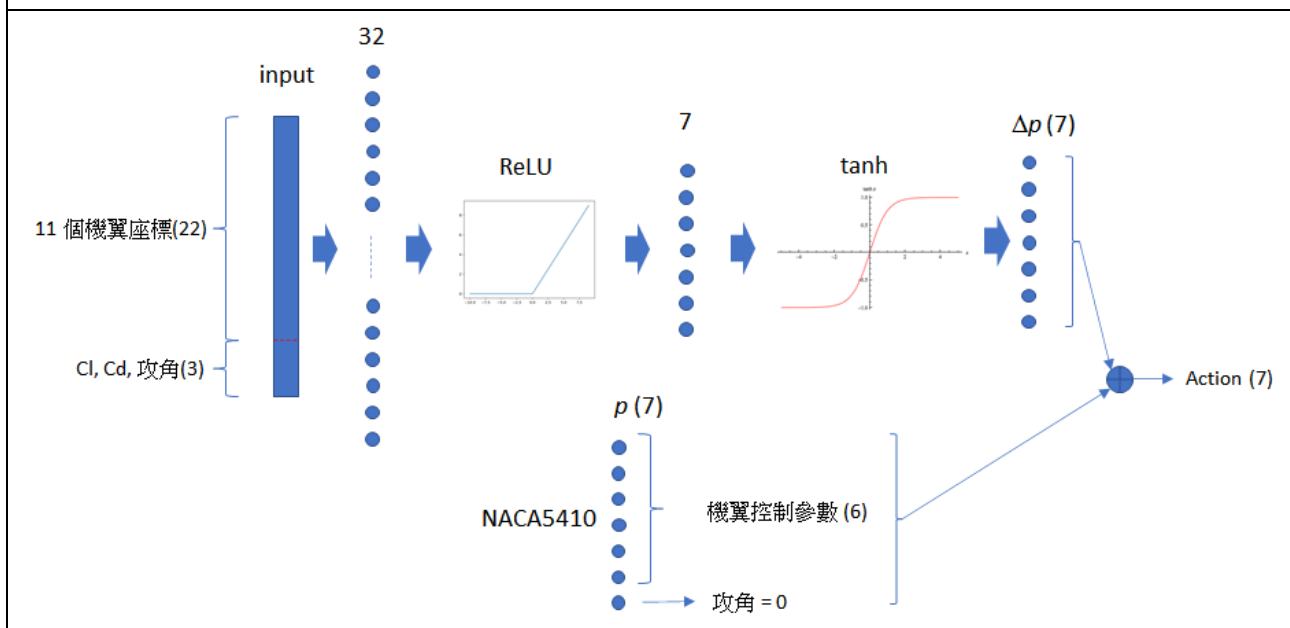 32
input
7
Δp (7)
ReLU
tanh
11 個機翼座標(22)
Cl, Cd, 攻角(3)
Action (7)
p (7)
NACA5410
機翼控制參數 (6)
攻角 = 0